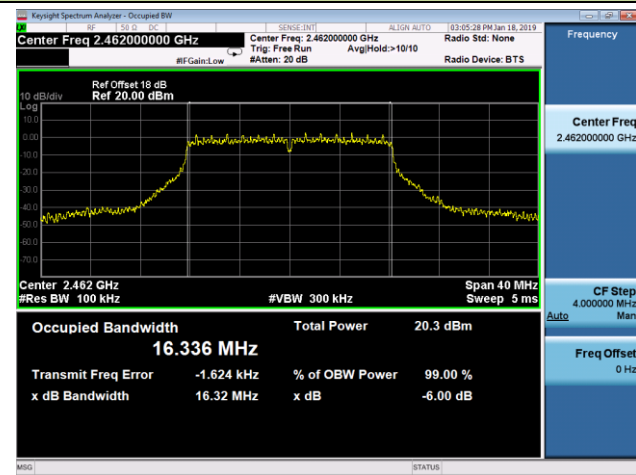 Keysight Spectrum Analyzer - Occupied BW
RF 50 Ω DC SENSE:INT ALIGN AUTO 03:05:28 PM Jan 18, 2019
Center Freq 2.462000000 GHz
Center Freq: 2.462000000 GHz
Radio Std: None
Trig: Free Run Avg|Hold:>10/10
#IFGain:Low #Atten: 20 dB
Radio Device: BTS
Frequency
Ref Offset 18 dB
10 dB/div Ref 20.00 dBm
Log
10.0
0.00
-10.0
-20.0
-30.0
-40.0
-50.0
-60.0
-70.0
Center Freq
2.462000000 GHz
Center 2.462 GHz Span 40 MHz
#Res BW 100 kHz #VBW 300 kHz Sweep 5 ms
CF Step
4.000000 MHz
Auto Man
Occupied Bandwidth Total Power 20.3 dBm
16.336 MHz
Transmit Freq Error -1.624 kHz % of OBW Power 99.00 %
x dB Bandwidth 16.32 MHz x dB -6.00 dB
Freq Offset
0 Hz
MSG STATUS